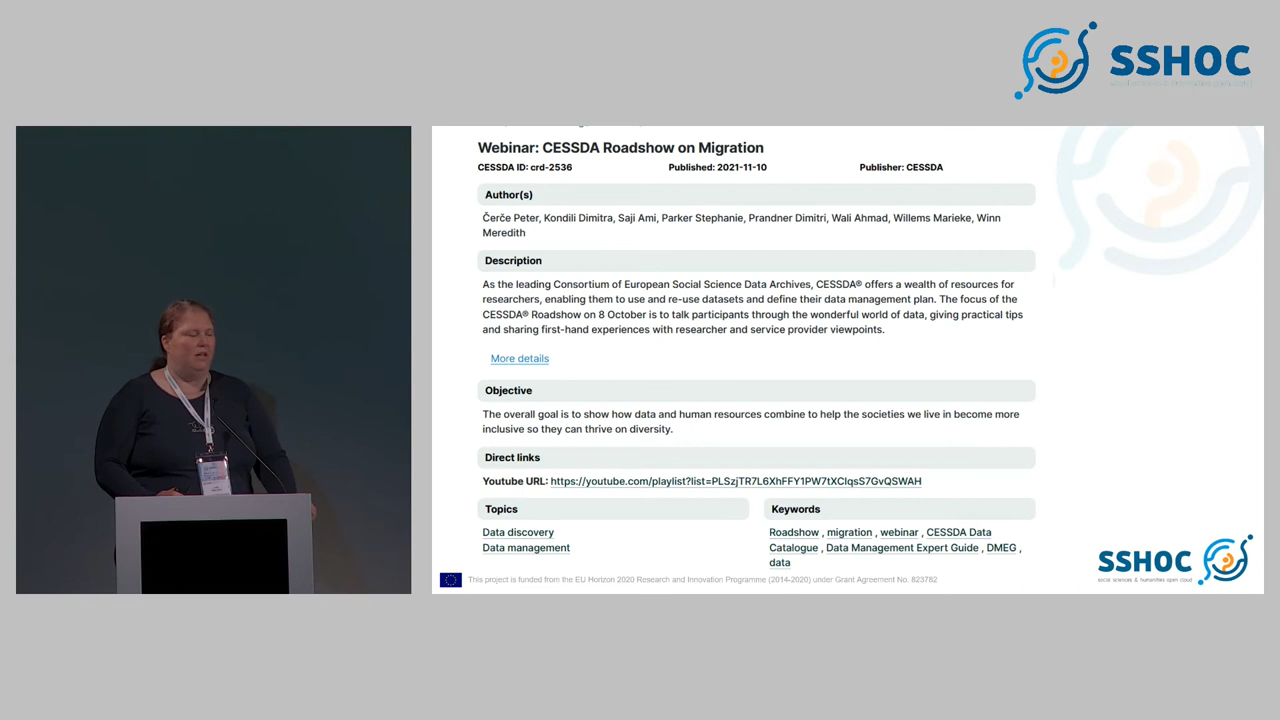 SSHOC
Webinar: CESSDA Roadshow on Migration
CESSDA ID: crd-2536 Published: 2021-11-10 Publisher: CESSDA
Author(s)
Čerče Peter, Kondili Dimitra, Saji Ami, Parker Stephanie, Prandner Dimitri, Wali Ahmad, Willems Marieke, Winn
Meredith
Description
As the leading Consortium of European Social Science Data Archives, CESSDA® offers a wealth of resources for
researchers, enabling them to use and re-use datasets and define their data management plan. The focus of the
CESSDA® Roadshow on 8 October is to talk participants through the wonderful world of data, giving practical tips
and sharing first-hand experiences with researcher and service provider viewpoints.
More details
Objective
The overall goal is to show how data and human resources combine to help the societies we live in become more
inclusive so they can thrive on diversity.
Direct links
Youtube URL: https://youtube.com/playlist?list=PLSzjTR7L6XhFFY1PW7tXCIqsS7GvQSWAH
Topics
Data discovery
Data management
Keywords
Roadshow , migration , webinar , CESSDA Data
Catalogue , Data Management Expert Guide , DMEG ,
data
SSHOC
social sciences & humanities open cloud
This project is funded from the EU Horizon 2020 Research and Innovation Programme (2014-2020) under Grant Agreement No. 823782